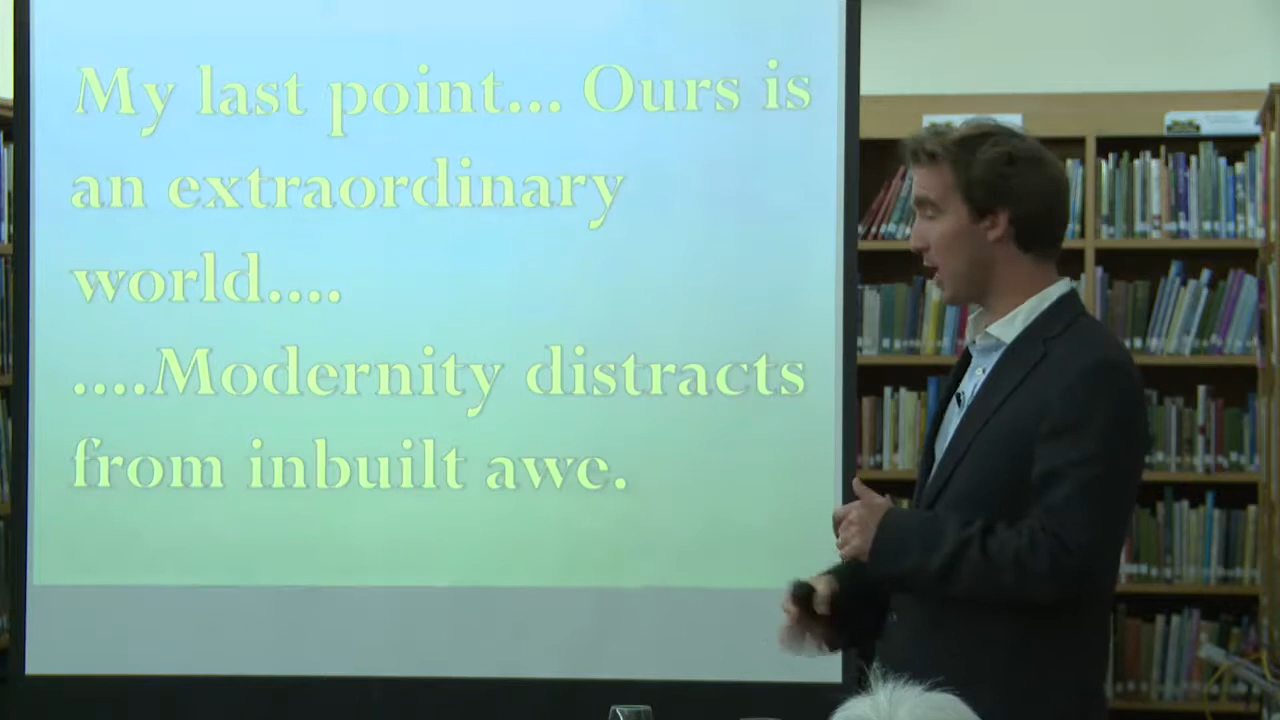 My last point... Ours is
an extraordinary
world....
....Modernity distracts
from inbuilt awe.